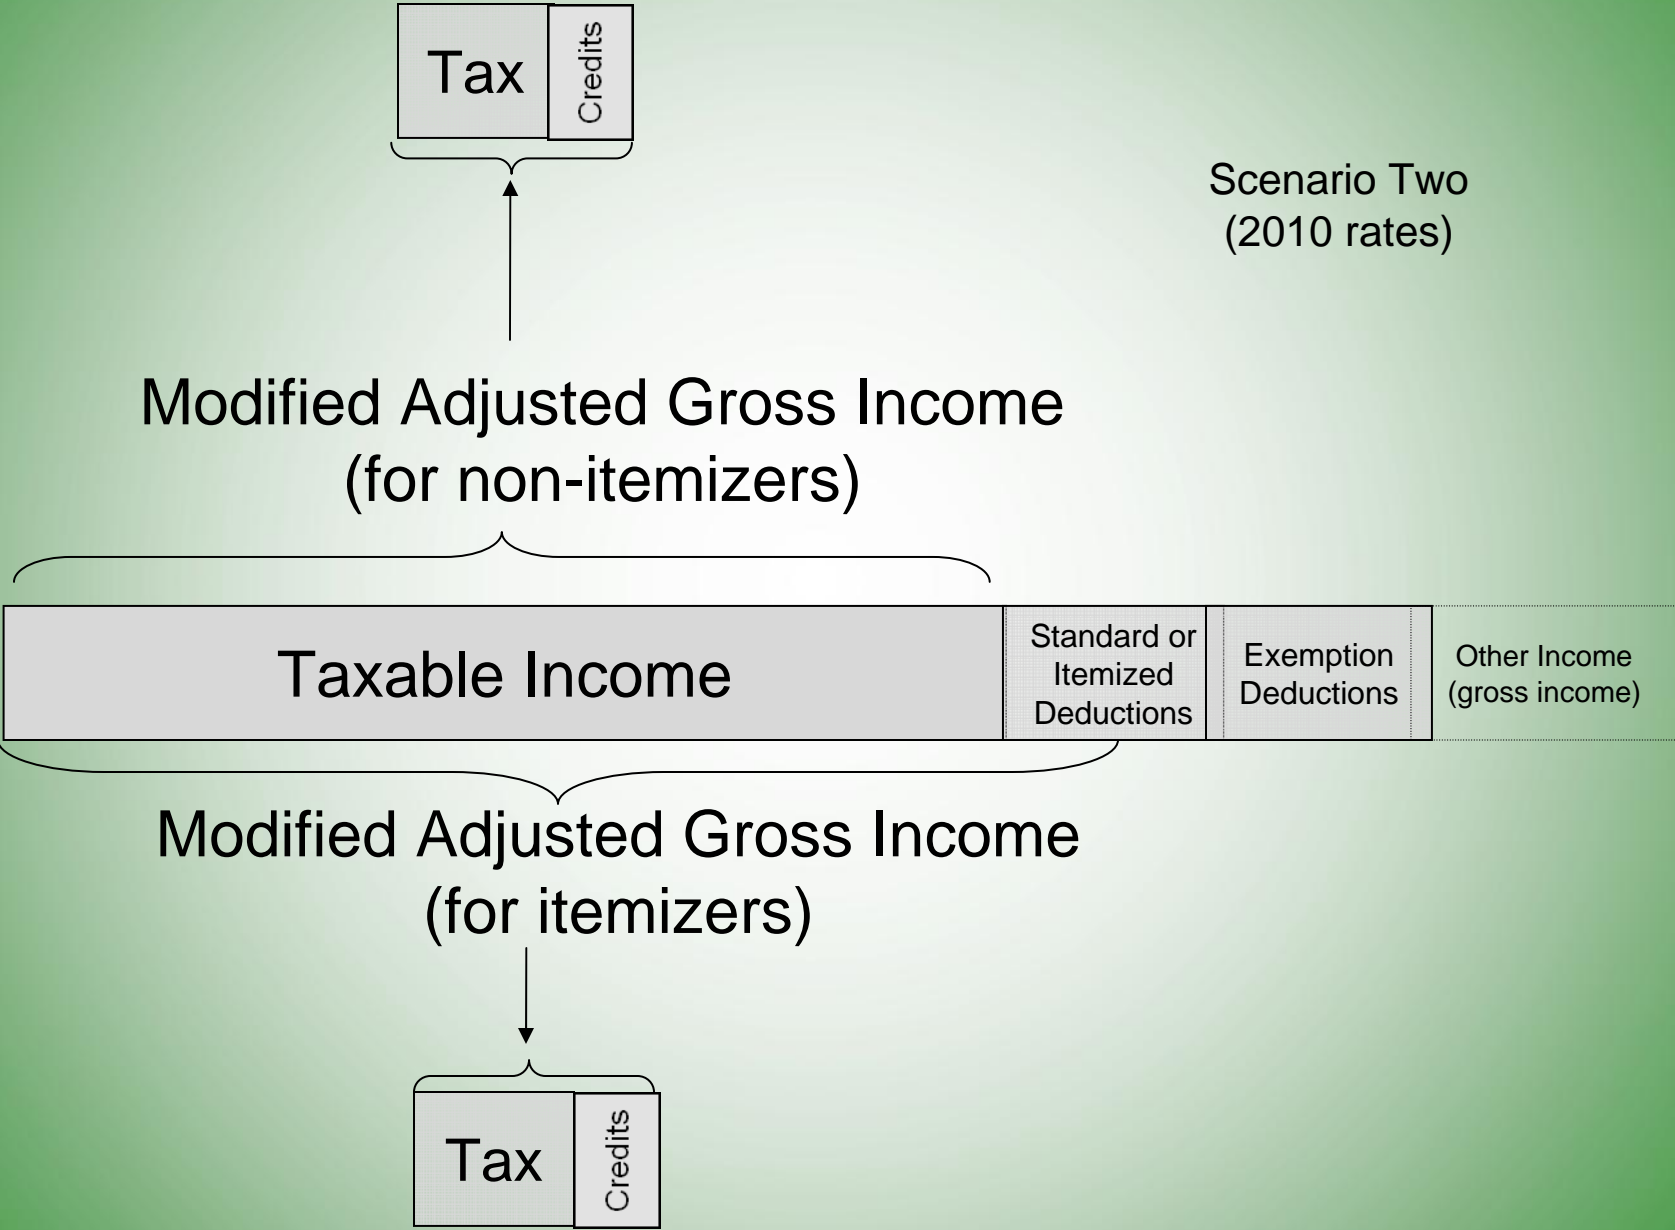 Tax
Credits
Scenario Two
(2010 rates)
Modified Adjusted Gross Income
(for non-itemizers)
Taxable Income
Standard or
Itemized
Deductions
Exemption
Deductions
Other Income
(gross income)
Modified Adjusted Gross Income
(for itemizers)
Tax
Credits